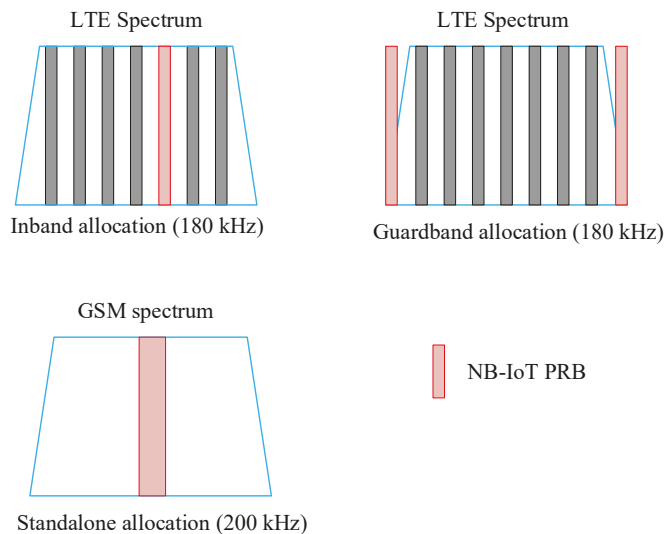 LTE Spectrum
LTE Spectrum
Inband allocation (180 kHz)
Guardband allocation (180 kHz)
GSM spectrum
NB-IoT PRB
Standalone allocation (200 kHz)